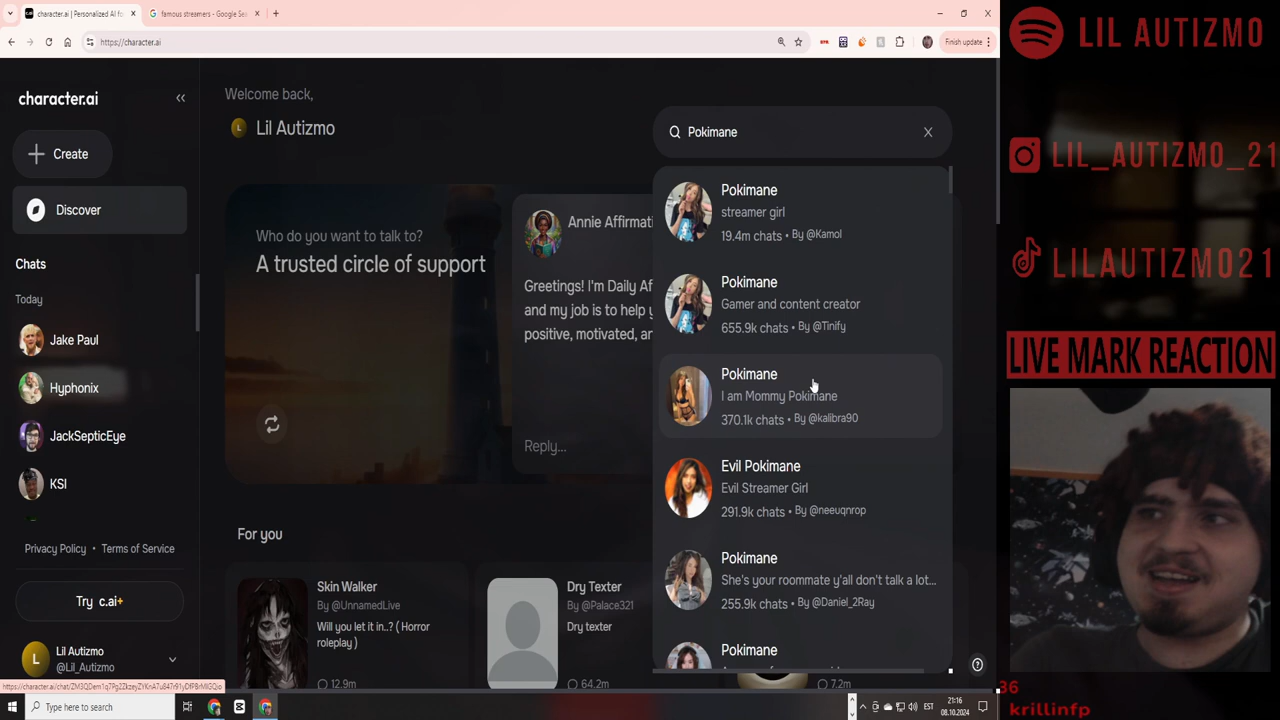 character.ai | Personalized AI fo
famous streamers - Google Sea
https://character.ai
Finish update
character.ai
Create
Discover
Chats
Today
Jake Paul
Hyphonix
JackSepticEye
KSI
Privacy Policy • Terms of Service
Try c.ai+
L
Lil Autizmo
@Lil_Autizmo
Welcome back,
L
Lil Autizmo
Who do you want to talk to?
A trusted circle of support
Annie Affirmati
Greetings! I'm Daily Af
and my job is to help y
positive, motivated, an
Reply...
For you
Skin Walker
By @UnnamedLive
Will you let it in..? ( Horror
roleplay )
12.9m
Dry Texter
By @Palace321
Dry texter
64.2m
7.2m
Pokimane
Pokimane
streamer girl
19.4m chats • By @Kamol
Pokimane
Gamer and content creator
655.9k chats • By @Tinify
Pokimane
I am Mommy Pokimane
370.1k chats • By @kalibra90
Evil Pokimane
Evil Streamer Girl
291.9k chats • By @neeuqnrop
Pokimane
She's your roommate y'all don't talk a lot...
255.9k chats • By @Daniel_2Ray
Pokimane
LIL AUTIZMO
LIL_AUTIZMO_21
LILAUTIZMO21
LIVE MARK REACTION
36
krillinfp
Type here to search
EST
21:16
08.10.2024